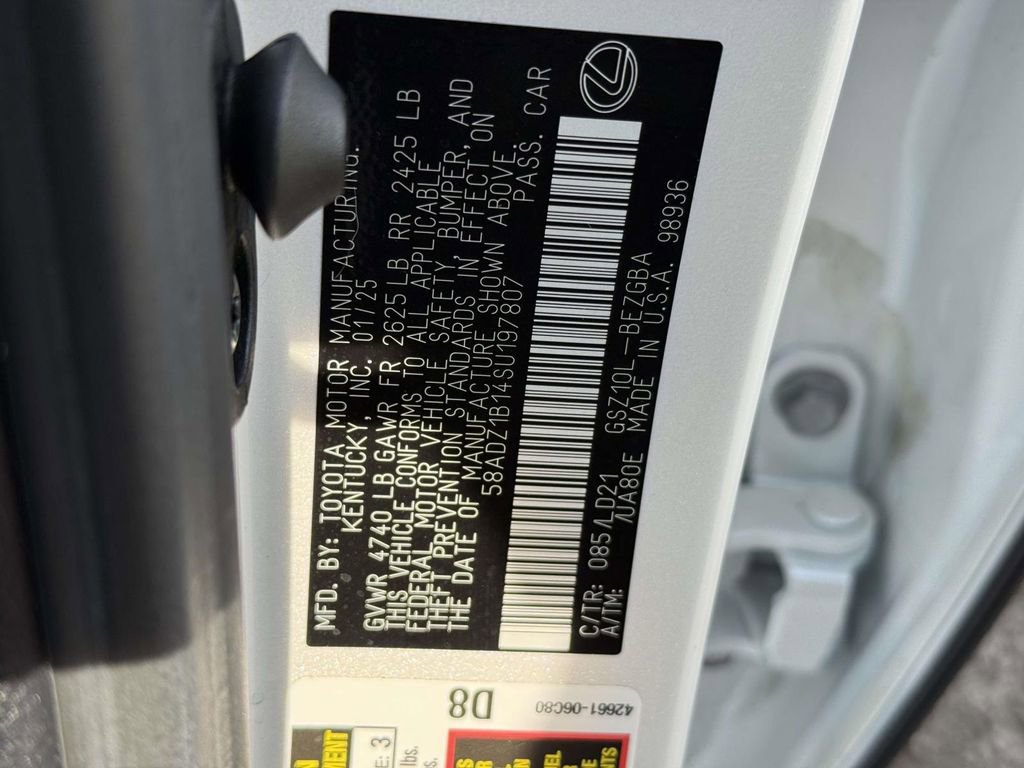 MFD. BY: TOYOTA MOTOR MANUFACTURING.
KENTUCKY, INC. 01/25
GVWR 4740 LB GAWR FR 2625 LB RR 2425 LB
THIS VEHICLE CONFORMS TO ALL APPLICABLE
FEDERAL MOTOR VEHICLE SAFETY, BUMPER, AND
THEFT PREVENTION STANDARDS IN EFFECT ON
THE DATE OF MANUFACTURE SHOWN ABOVE.
58ADZ1B14SU197807 PASS. CAR
C/TR: 085/LD21 GSZ10L-BEZGBA
A/TM: /UA80E MADE IN U.S.A. 98936
D8
42661-06C80
E: 3
lbs.